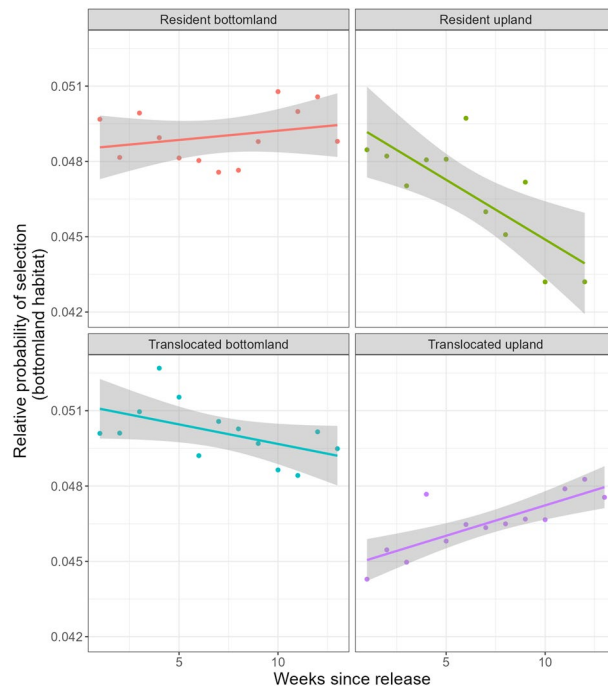 Resident bottomland
Resident upland
0.051
0.048
0.045
0.042
Translocated bottomland
Translocated upland
0.051
0.048
0.045
0.042
5
10
5
10
Weeks since release
Relative probability of selection
(bottomland habitat)